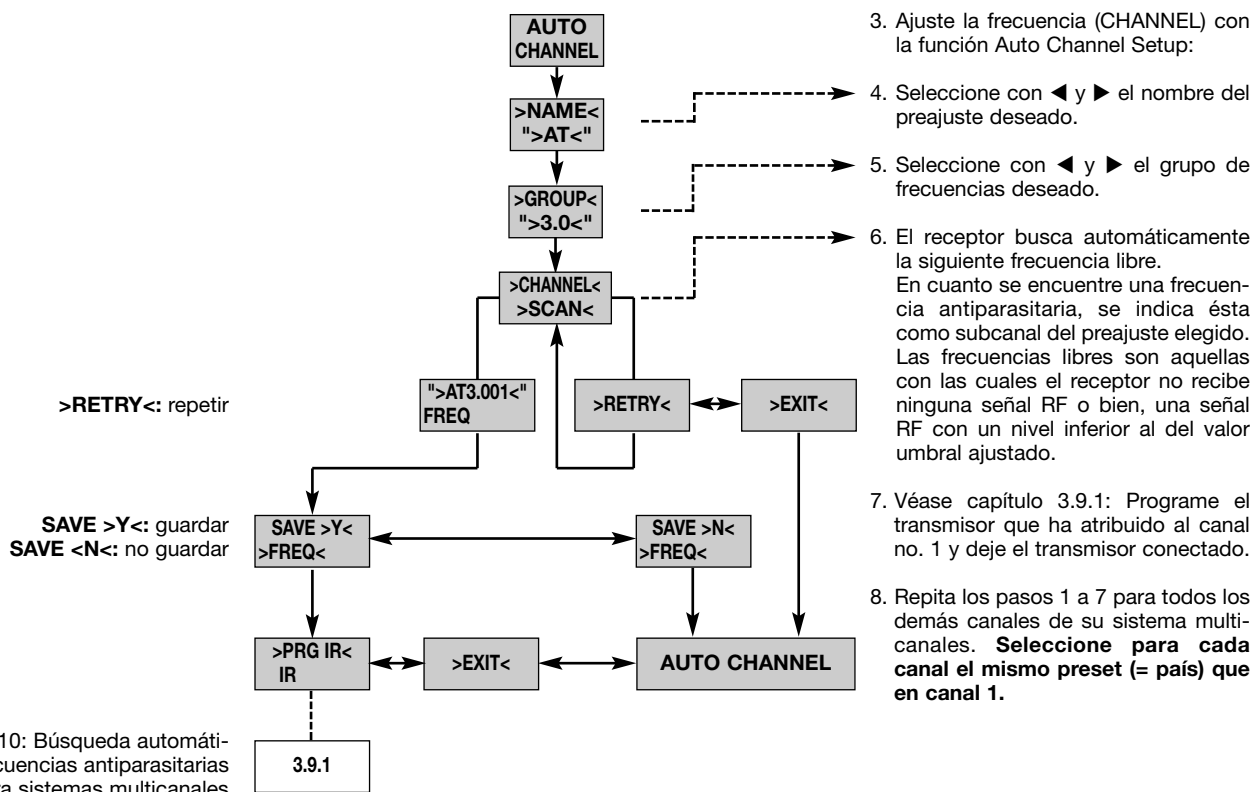 AUTO
CHANNEL
>NAME<
">AT<"
>GROUP<
">3.0<"
>CHANNEL<
>SCAN<
">AT3.001<"
FREQ
>RETRY<
>EXIT<
>RETRY<: repetir
SAVE >Y<: guardar
SAVE <N<: no guardar
SAVE >Y<
>FREQ<
SAVE >N<
>FREQ<
>PRG IR<
IR
>EXIT<
AUTO CHANNEL
3.9.1
10: Búsqueda automáti-
cuencias antiparasitarias
sistemas multicanales
3. Ajuste la frecuencia (CHANNEL) con
la función Auto Channel Setup:
4. Seleccione con ◀ y ▶ el nombre del
preajuste deseado.
5. Seleccione con ◀ y ▶ el grupo de
frecuencias deseado.
6. El receptor busca automáticamente
la siguiente frecuencia libre.
En cuanto se encuentre una frecuen-
cia antiparasitaria, se indica ésta
como subcanal del preajuste elegido.
Las frecuencias libres son aquellas
con las cuales el receptor no recibe
ninguna señal RF o bien, una señal
RF con un nivel inferior al del valor
umbral ajustado.
7. Véase capítulo 3.9.1: Programe el
transmisor que ha atribuido al canal
no. 1 y deje el transmisor conectado.
8. Repita los pasos 1 a 7 para todos los
demás canales de su sistema multi-
canales. Seleccione para cada
canal el mismo preset (= país) que
en canal 1.